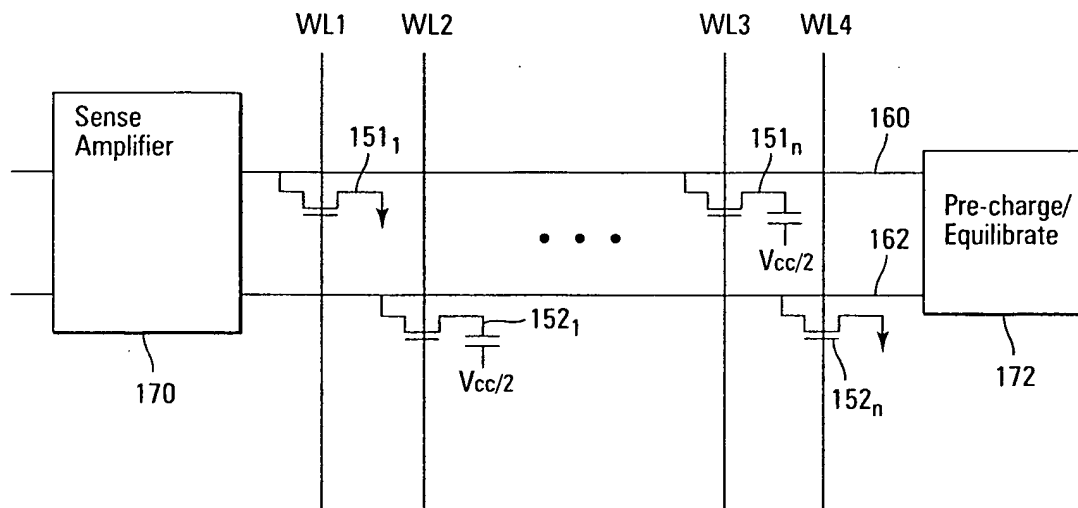 WL1
WL2
WL3
WL4
Sense
Amplifier
151₁
151ₙ
160
Pre-charge/
Equilibrate
Vcc/2
162
152₁
Vcc/2
170
152ₙ
172